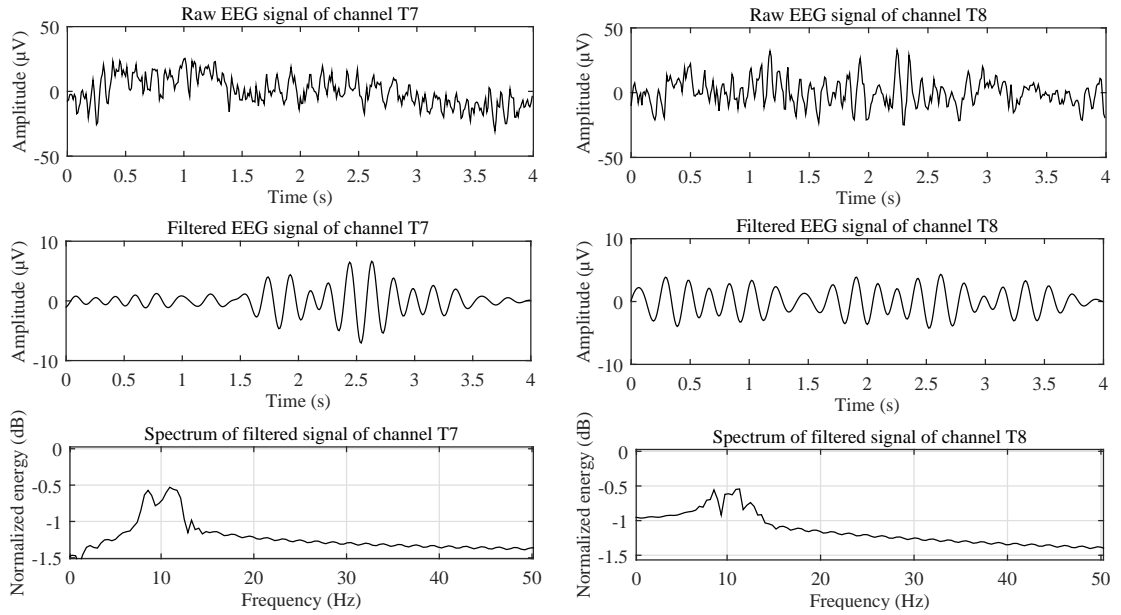 Raw EEG signal of channel T7
Amplitude (µV)
50
0
-50
0 0.5 1 1.5 2 2.5 3 3.5 4
Time (s)
Raw EEG signal of channel T8
Amplitude (µV)
50
0
-50
0 0.5 1 1.5 2 2.5 3 3.5 4
Time (s)
Filtered EEG signal of channel T7
Amplitude (µV)
10
0
-10
0 0.5 1 1.5 2 2.5 3 3.5 4
Time (s)
Filtered EEG signal of channel T8
Amplitude (µV)
10
0
-10
0 0.5 1 1.5 2 2.5 3 3.5 4
Time (s)
Spectrum of filtered signal of channel T7
Normalized energy (dB)
0
-0.5
-1
-1.5
0 10 20 30 40 50
Frequency (Hz)
Spectrum of filtered signal of channel T8
Normalized energy (dB)
0
-0.5
-1
-1.5
0 10 20 30 40 50
Frequency (Hz)